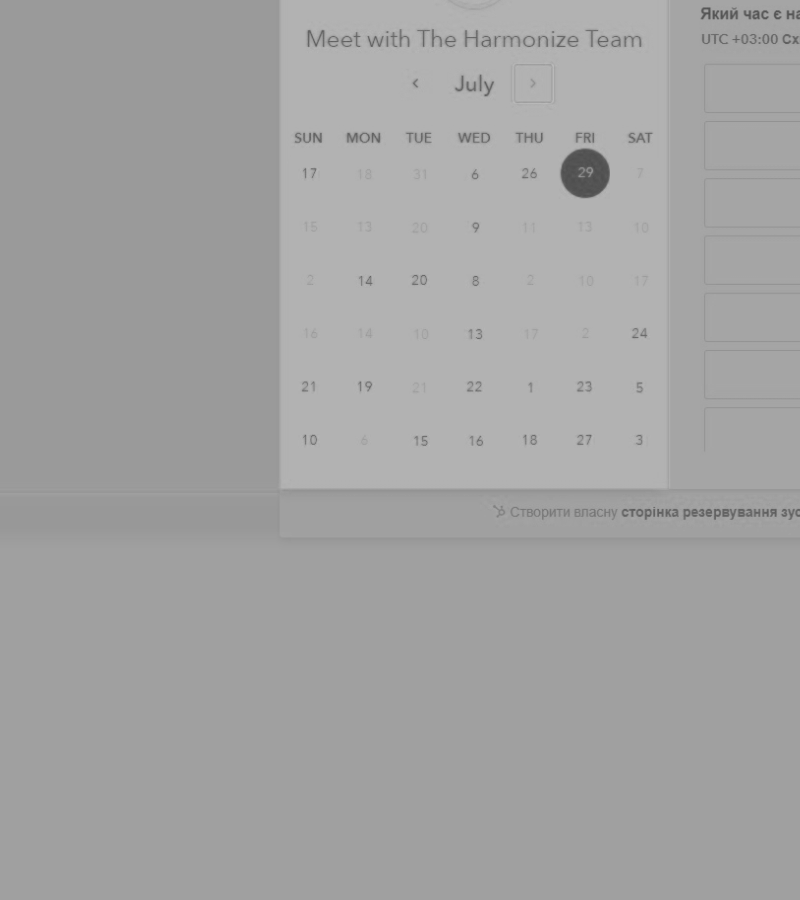 Який час є
UTC +03:00
Meet with The Harmonize Team
July
SUN MON TUE WED THU FRI SAT
17 18 31 6 26 29 7
15 13 20 9 11 13 10
2 14 20 8 2 10 17
16 14 10 13 17 2 24
21 19 21 22 1 23 5
10 6 15 16 18 27 3
Створити власну сторінка резервування